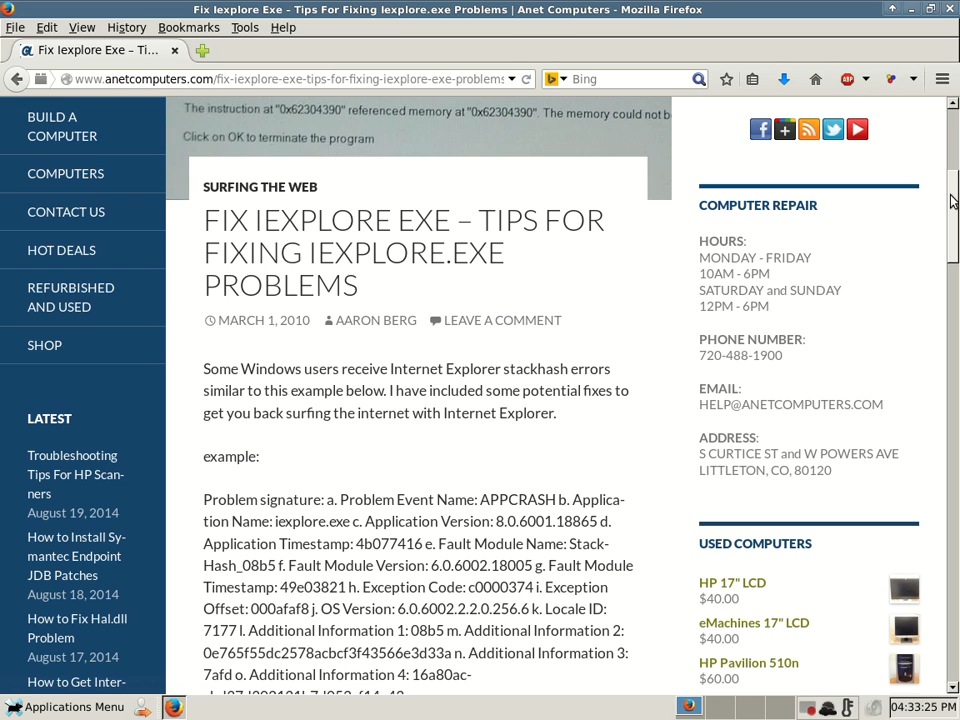 Fix Iexplore Exe – Tips For Fixing Iexplore.exe Problems | Anet Computers - Mozilla Firefox
File Edit View History Bookmarks Tools Help
Fix Iexplore Exe – Ti...
www.anetcomputers.com/fix-iexplore-exe-tips-for-fixing-iexplore-exe-problems
Bing
ABP
BUILD A
COMPUTER
COMPUTERS
CONTACT US
HOT DEALS
REFURBISHED
AND USED
SHOP
LATEST
Troubleshooting
Tips For HP Scan-
ners
August 19, 2014
How to Install Sy-
mantec Endpoint
JDB Patches
August 18, 2014
How to Fix Hal.dll
Problem
August 17, 2014
How to Get Inter-
The instruction at "0x62304390" referenced memory at "0x62304390". The memory could not b
Click on OK to terminate the program
SURFING THE WEB
FIX IEXPLORE EXE – TIPS FOR
FIXING IEXPLORE.EXE
PROBLEMS
MARCH 1, 2010 AARON BERG LEAVE A COMMENT
Some Windows users receive Internet Explorer stackhash errors
similar to this example below. I have included some potential fixes to
get you back surfing the internet with Internet Explorer.
example:
Problem signature: a. Problem Event Name: APPCRASH b. Applica-
tion Name: iexplore.exe c. Application Version: 8.0.6001.18865 d.
Application Timestamp: 4b077416 e. Fault Module Name: Stack-
Hash_08b5 f. Fault Module Version: 6.0.6002.18005 g. Fault Module
Timestamp: 49e03821 h. Exception Code: c0000374 i. Exception
Offset: 000afaf8 j. OS Version: 6.0.6002.2.2.0.256.6 k. Locale ID:
7177 l. Additional Information 1: 08b5 m. Additional Information 2:
0e765f55dc2578acbcf3f43566e3d33a n. Additional Information 3:
7afd o. Additional Information 4: 16a80ac-
COMPUTER REPAIR
HOURS:
MONDAY - FRIDAY
10AM - 6PM
SATURDAY and SUNDAY
12PM - 6PM
PHONE NUMBER:
720-488-1900
EMAIL:
HELP@ANETCOMPUTERS.COM
ADDRESS:
S CURTICE ST and W POWERS AVE
LITTLETON, CO, 80120
USED COMPUTERS
HP 17" LCD
$40.00
eMachines 17" LCD
$40.00
HP Pavilion 510n
$60.00
Applications Menu
04:33:25 PM